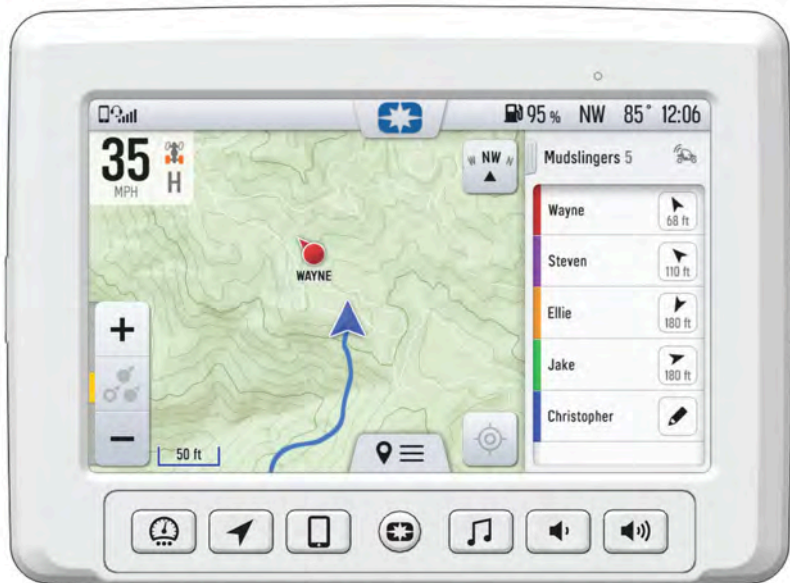 95 % NW 85° 12:06
35
MPH
H
W NW N
Mudslingers 5
Wayne
68 ft
Steven
110 ft
Ellie
180 ft
Jake
180 ft
Christopher
WAYNE
+
−
50 ft